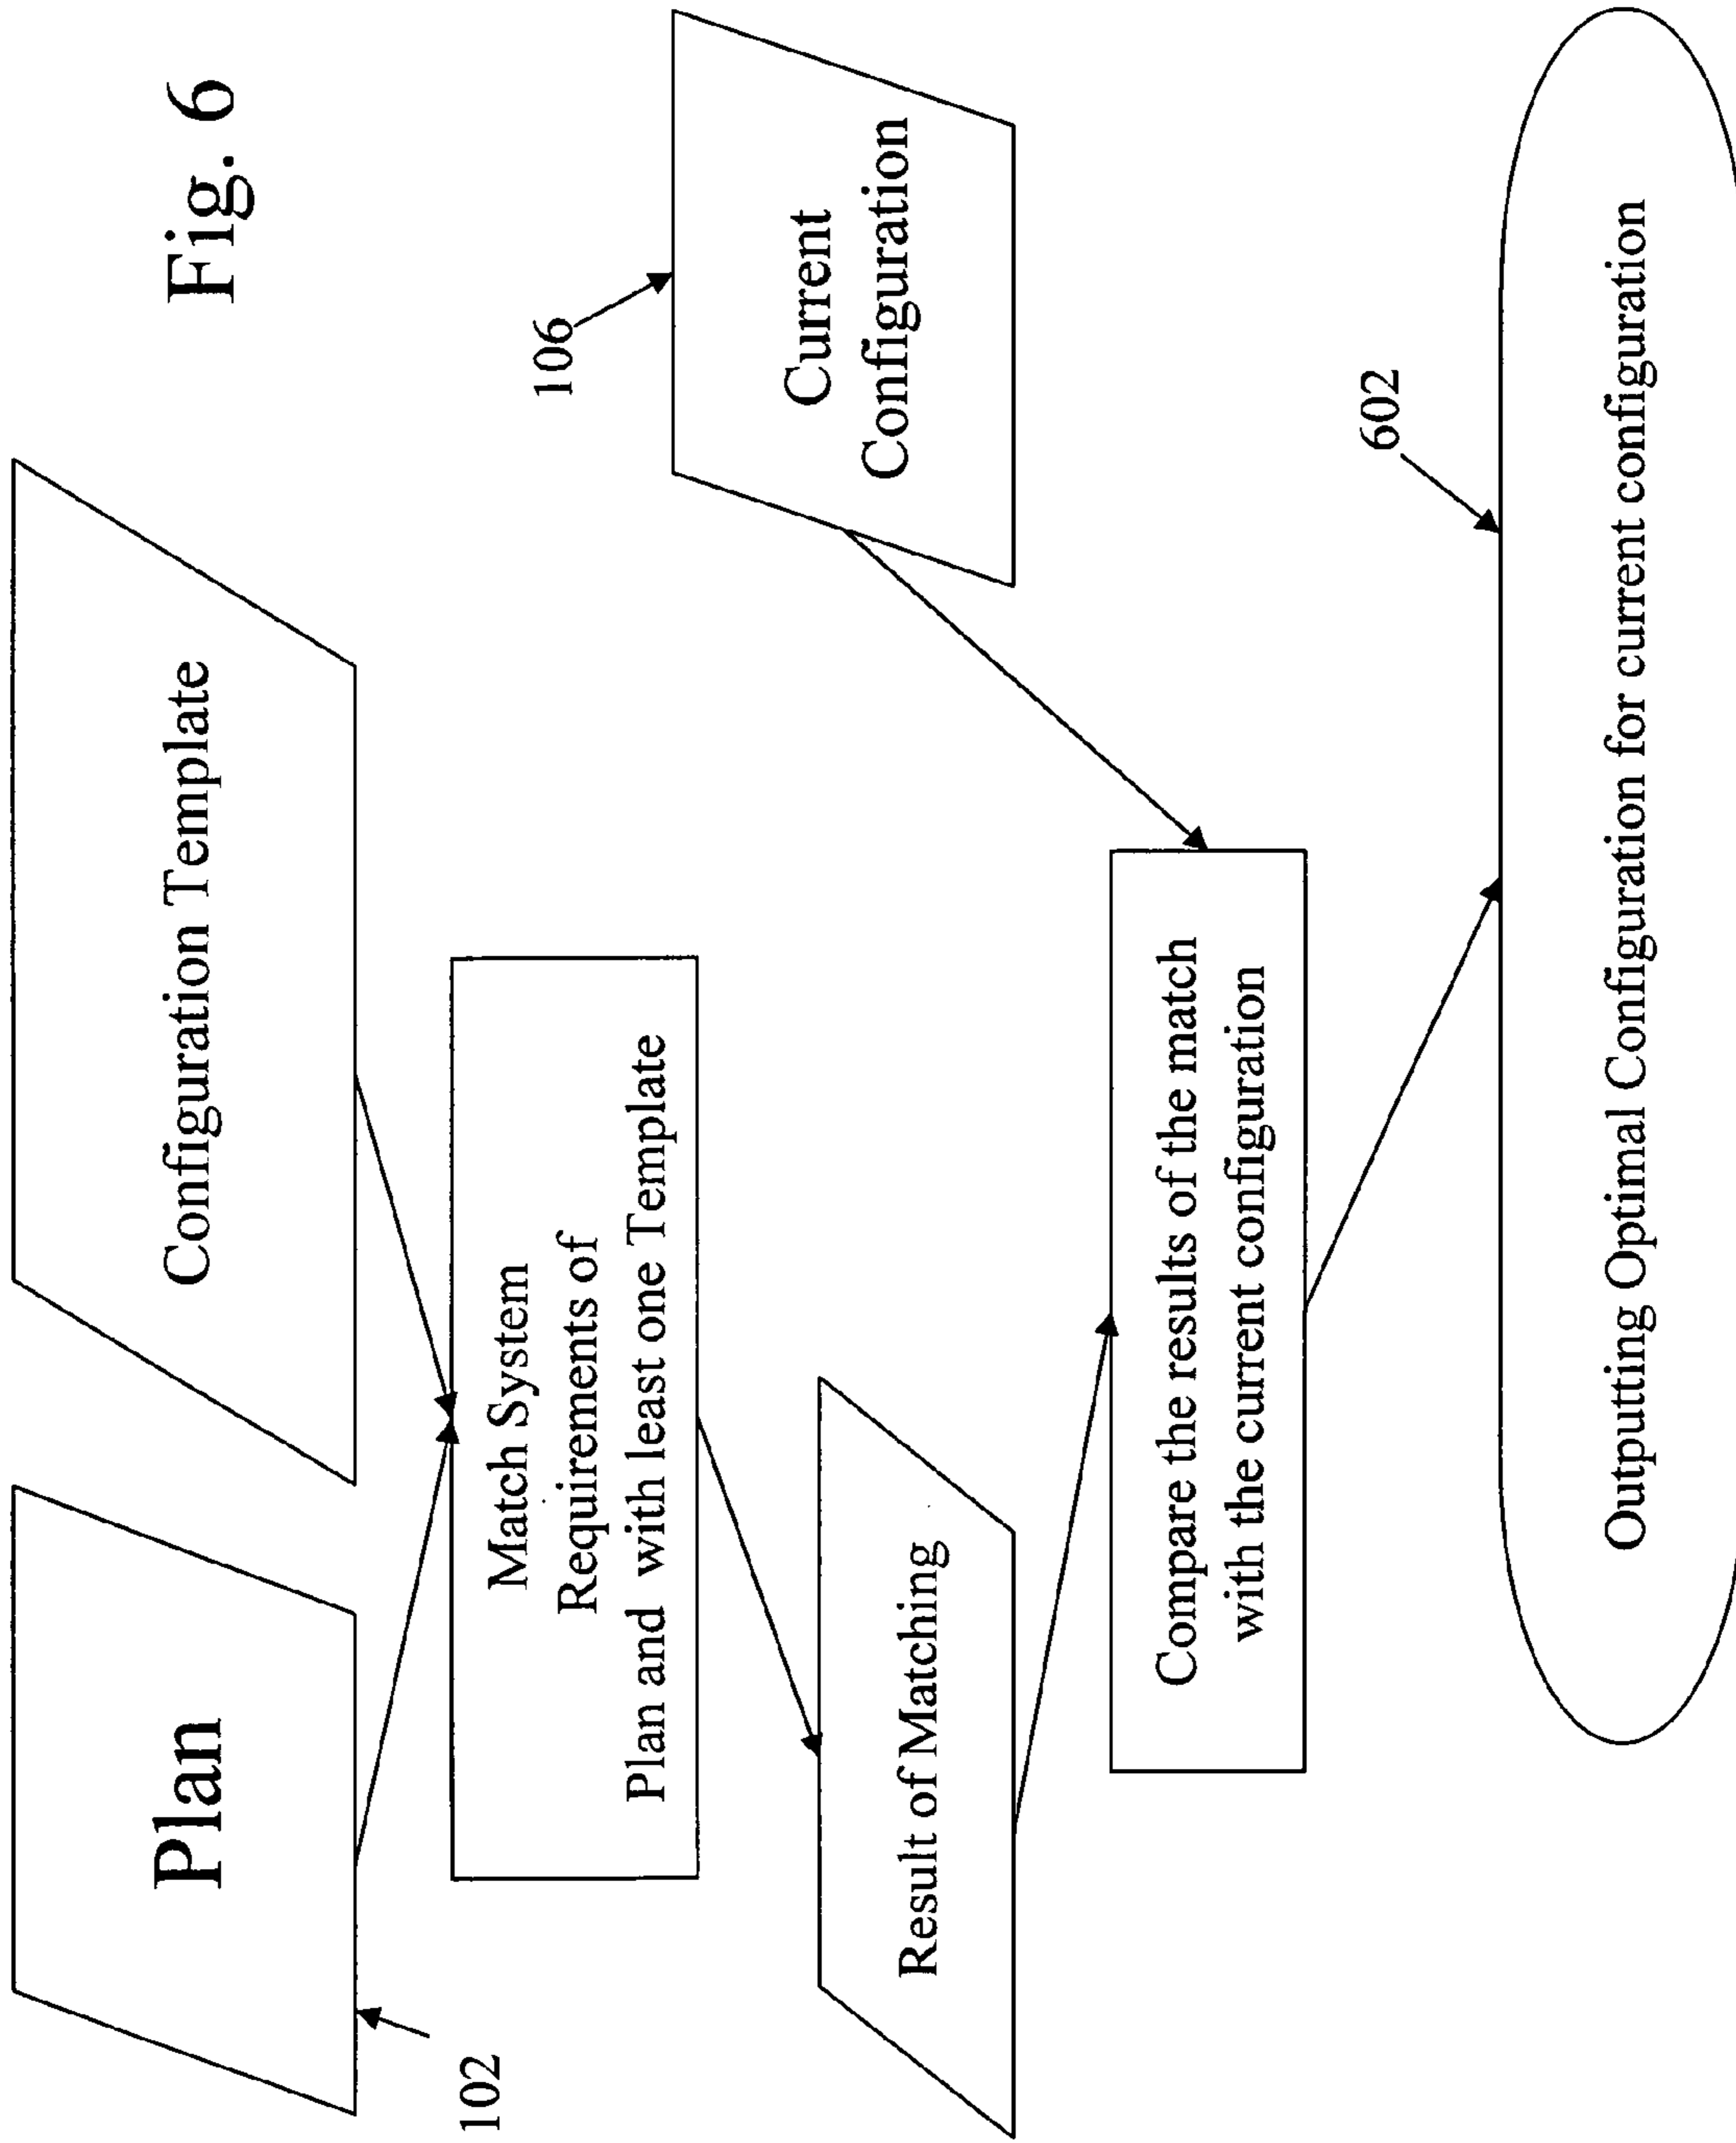 Fig. 6
Plan
Configuration Template
102
Match System
Requirements of
Plan and with least one Template
106
Current
Configuration
Result of Matching
Compare the results of the match
with the current configuration
602
Outputting Optimal Configuration for current configuration